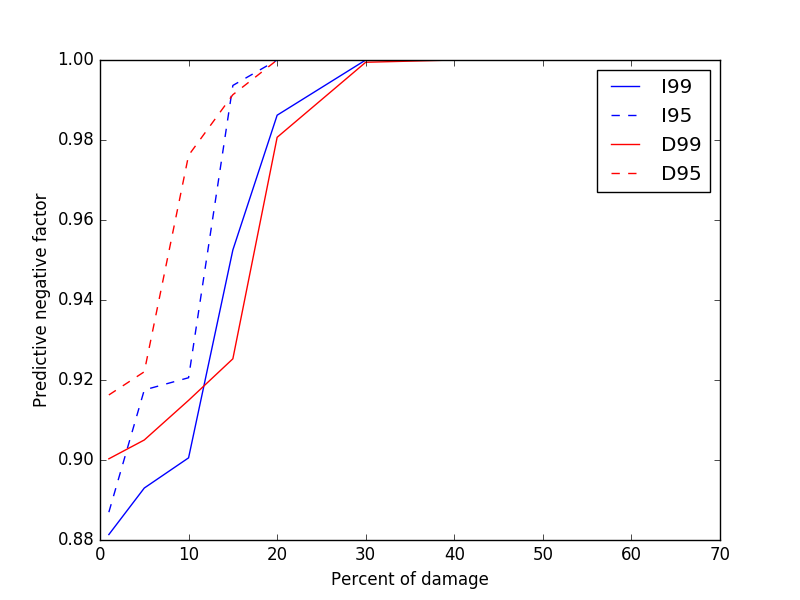 1.00
0.98
0.96
0.94
0.92
0.90
0.88
Predictive negative factor
I99
I95
D99
D95
0 10 20 30 40 50 60 70
Percent of damage